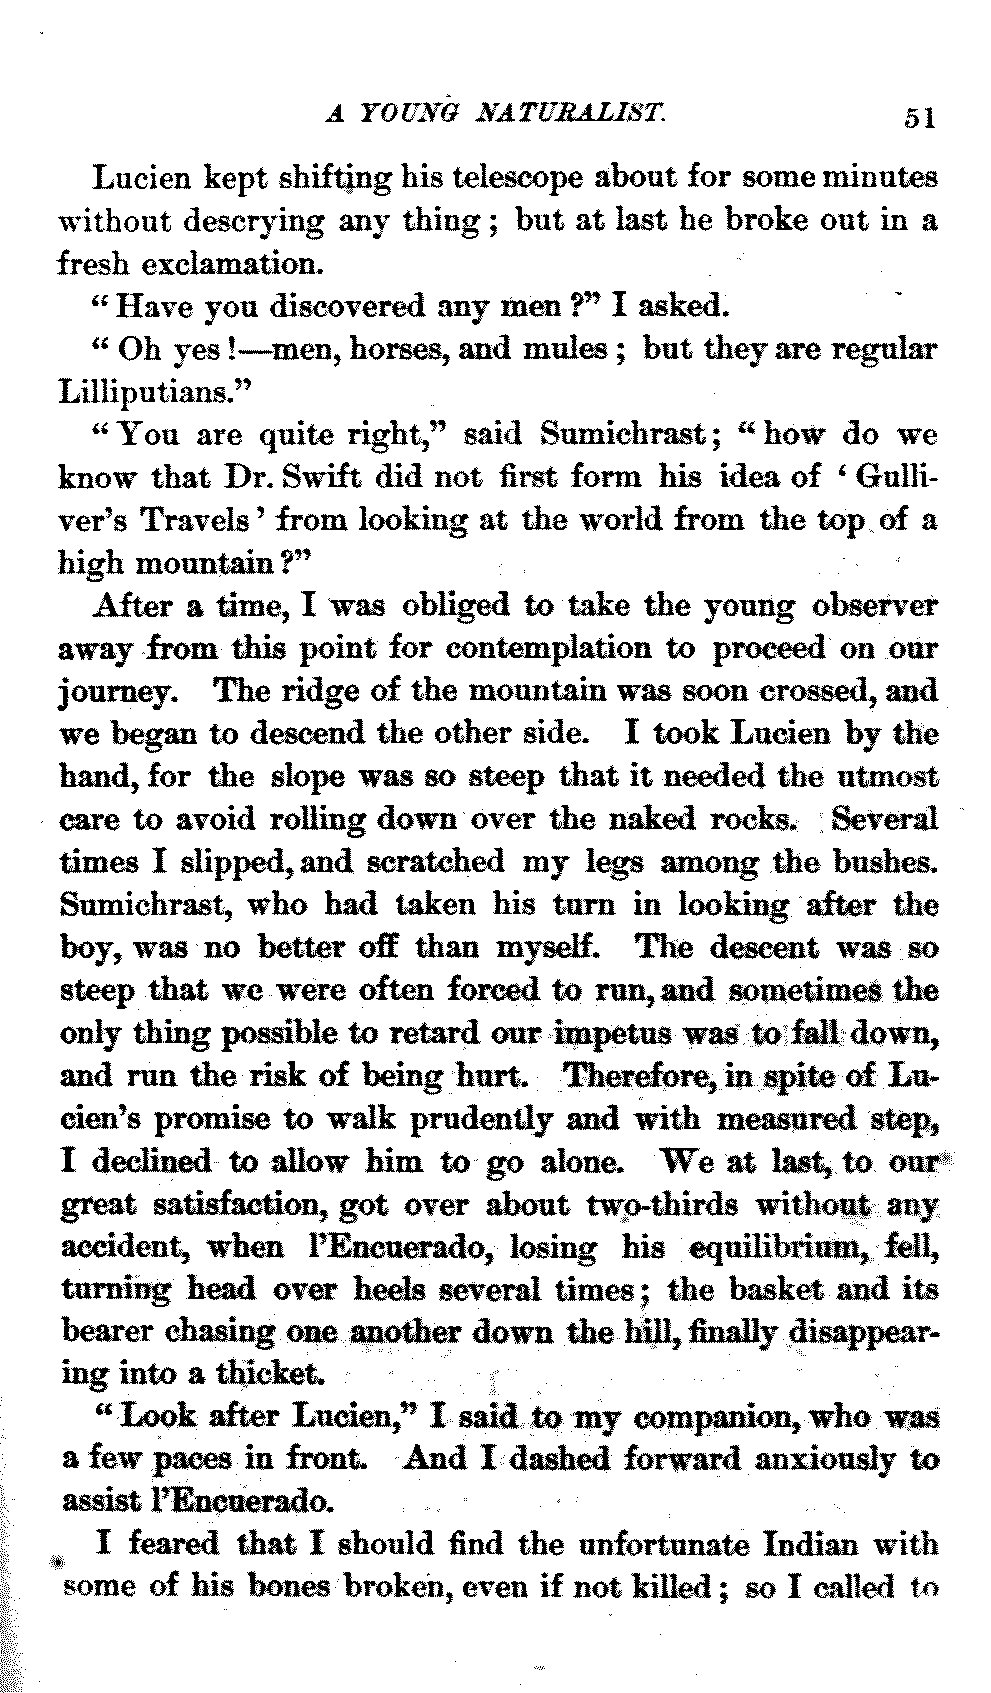 A YOUNG NATURALIST. 51
Lucien kept shifting his telescope about for some minutes
without descrying any thing; but at last he broke out in a
fresh exclamation.
"Have you discovered any men?" I asked.
"Oh yes!—men, horses, and mules; but they are regular
Lilliputians."
"You are quite right," said Sumichrast; "how do we
know that Dr. Swift did not first form his idea of 'Gulli-
ver's Travels' from looking at the world from the top of a
high mountain?"
After a time, I was obliged to take the young observer
away from this point for contemplation to proceed on our
journey. The ridge of the mountain was soon crossed, and
we began to descend the other side. I took Lucien by the
hand, for the slope was so steep that it needed the utmost
care to avoid rolling down over the naked rocks. Several
times I slipped, and scratched my legs among the bushes.
Sumichrast, who had taken his turn in looking after the
boy, was no better off than myself. The descent was so
steep that we were often forced to run, and sometimes the
only thing possible to retard our impetus was to fall down,
and run the risk of being hurt. Therefore, in spite of Lu-
cien's promise to walk prudently and with measured step,
I declined to allow him to go alone. We at last, to our
great satisfaction, got over about two-thirds without any
accident, when l'Encuerado, losing his equilibrium, fell,
turning head over heels several times; the basket and its
bearer chasing one another down the hill, finally disappear-
ing into a thicket.
"Look after Lucien," I said to my companion, who was
a few paces in front. And I dashed forward anxiously to
assist l'Encuerado.
I feared that I should find the unfortunate Indian with
some of his bones broken, even if not killed; so I called to